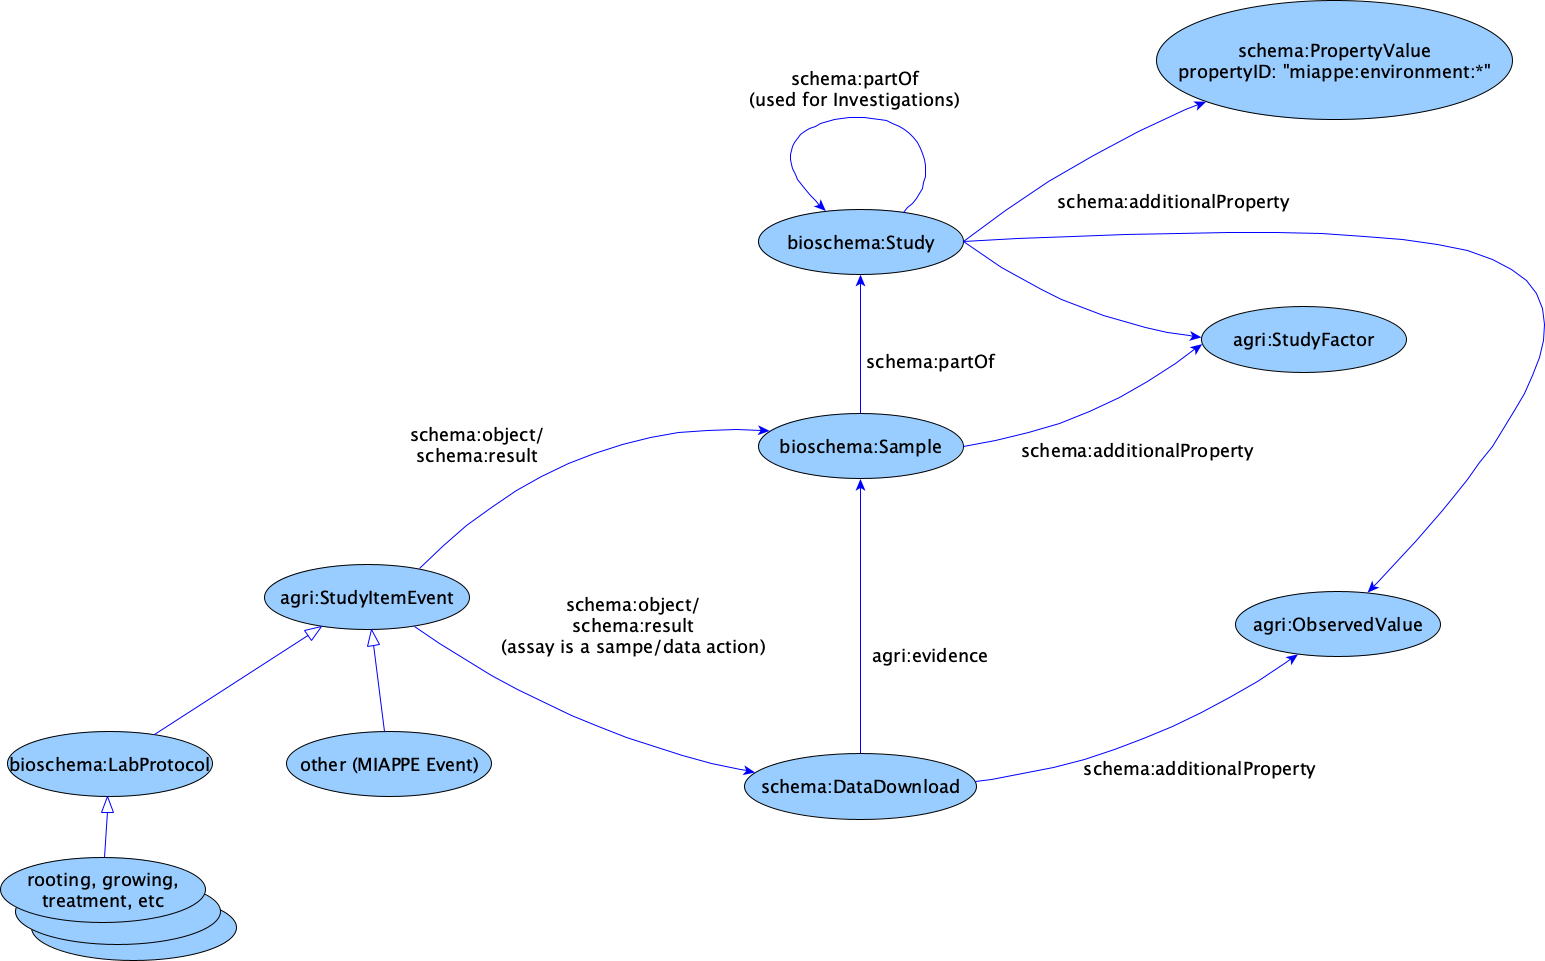 schema:PropertyValue
propertyID: "miappe:environment:*"
schema:partOf
(used for Investigations)
schema:additionalProperty
bioschema:Study
agri:StudyFactor
schema:partOf
schema:object/
schema:result
bioschema:Sample
schema:additionalProperty
agri:StudyItemEvent
schema:object/
schema:result
(assay is a sampe/data action)
agri:ObservedValue
agri:evidence
bioschema:LabProtocol
other (MIAPPE Event)
schema:additionalProperty
schema:DataDownload
rooting, growing,
treatment, etc